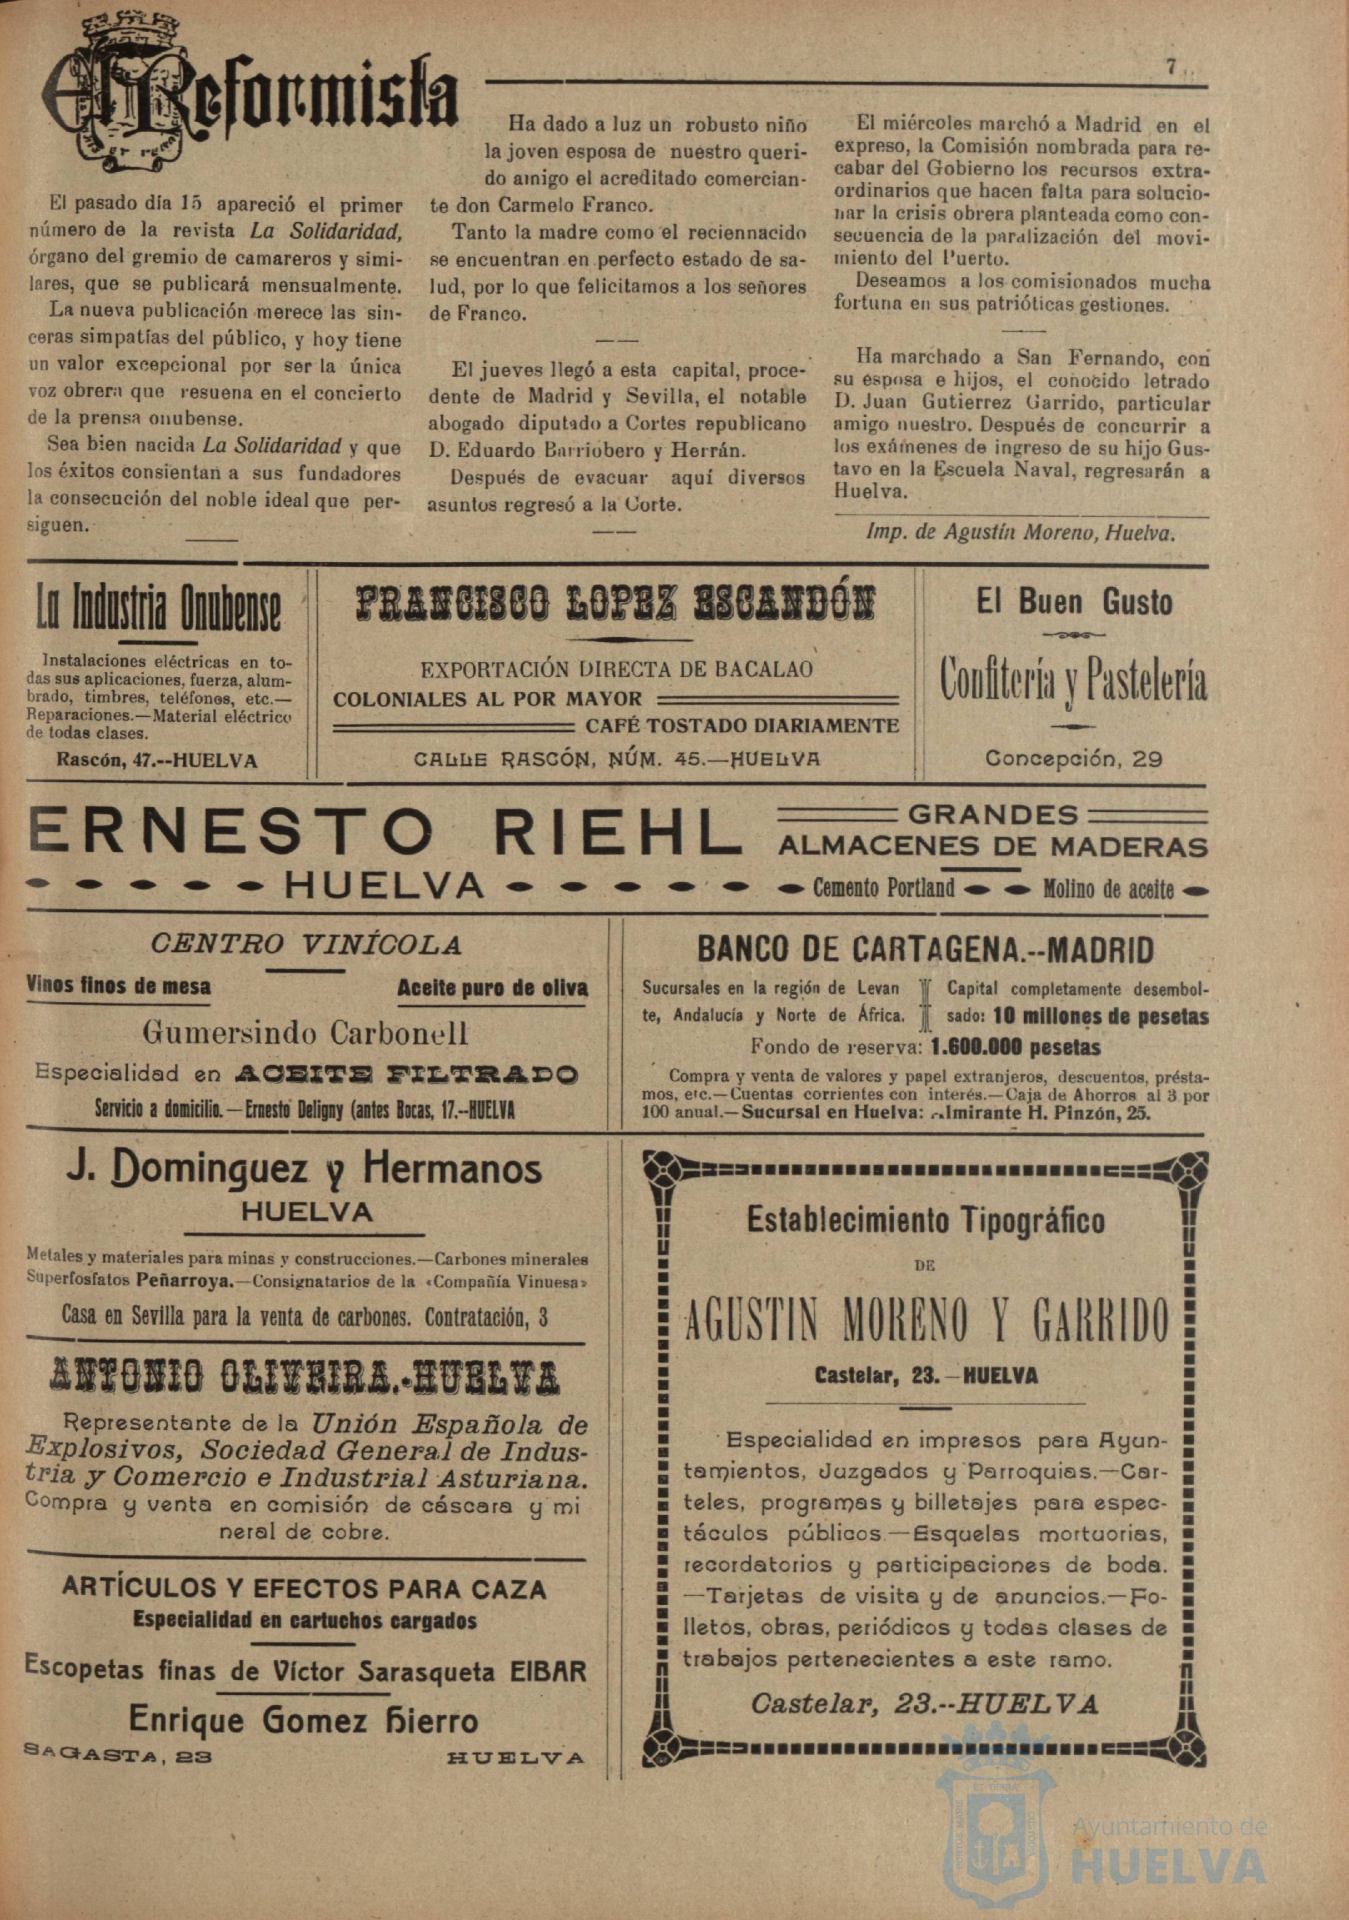 El Reformista
7
El pasado día 15 apareció el primer
número de la revista La Solidaridad,
órgano del gremio de camareros y simi-
lares, que se publicará mensualmente.
La nueva publicación merece las sin-
ceras simpatías del público, y hoy tiene
un valor excepcional por ser la única
voz obrera que resuena en el concierto
de la prensa onubense.
Sea bien nacida La Solidaridad y que
los éxitos consientan a sus fundadores
la consecución del noble ideal que per-
siguen.
Ha dado a luz un robusto niño
la joven esposa de nuestro queri-
do amigo el acreditado comercian-
te don Carmelo Franco.
Tanto la madre como el reciennacido
se encuentran en perfecto estado de sa-
lud, por lo que felicitamos a los señores
de Franco.
El jueves llegó a esta capital, proce-
dente de Madrid y Sevilla, el notable
abogado diputado a Cortes republicano
D. Eduardo Barriobero y Herrán.
Después de evacuar aquí diversos
asuntos regresó a la Corte.
El miércoles marchó a Madrid en el
expreso, la Comisión nombrada para re-
cabar del Gobierno los recursos extra-
ordinarios que hacen falta para solucio-
nar la crisis obrera planteada como con-
secuencia de la paralización del movi-
miento del Puerto.
Deseamos a los comisionados mucha
fortuna en sus patrióticas gestiones.
Ha marchado a San Fernando, con
su esposa e hijos, el conocido letrado
D. Juan Gutierrez Garrido, particular
amigo nuestro. Después de concurrir a
los exámenes de ingreso de su hijo Gus-
tavo en la Escuela Naval, regresarán a
Huelva.
Imp. de Agustín Moreno, Huelva.
La Industria Onubense
Instalaciones eléctricas en to-
das sus aplicaciones, fuerza, alum-
brado, timbres, teléfonos, etc.—
Reparaciones.—Material eléctrico
de todas clases.
Rascón, 47.--HUELVA
FRANCISCO LOPEZ ESCANDÓN
EXPORTACIÓN DIRECTA DE BACALAO
COLONIALES AL POR MAYOR
CAFÉ TOSTADO DIARIAMENTE
CALLE RASCÓN, NÚM. 45.—HUELVA
El Buen Gusto
Confitería y Pastelería
Concepción, 29
ERNESTO RIEHL
HUELVA
GRANDES
ALMACENES DE MADERAS
Cemento Portland
Molino de aceite
CENTRO VINÍCOLA
Vinos finos de mesa
Aceite puro de oliva
Gumersindo Carbonell
Especialidad en ACEITE FILTRADO
Servicio a domicilio.—Ernesto Deligny (antes Bocas, 17.--HUELVA
BANCO DE CARTAGENA.--MADRID
Sucursales en la región de Levan
te, Andalucía y Norte de África.
Capital completamente desembol-
sado: 10 millones de pesetas
Fondo de reserva: 1.600.000 pesetas
Compra y venta de valores y papel extranjeros, descuentos, présta-
mos, etc.—Cuentas corrientes con interés.—Caja de Ahorros al 3 por
100 anual.—Sucursal en Huelva: Almirante H. Pinzón, 25.
J. Dominguez y Hermanos
HUELVA
Metales y materiales para minas y construcciones.—Carbones minerales
Superfosfatos Peñarroya.—Consignatarios de la «Compañía Vinuesa»
Casa en Sevilla para la venta de carbones. Contratación, 3
ANTONIO OLIVEIRA.-HUELVA
Representante de la Unión Española de
Explosivos, Sociedad General de Indus-
tria y Comercio e Industrial Asturiana.
Compra y venta en comisión de cáscara y mi
neral de cobre.
ARTÍCULOS Y EFECTOS PARA CAZA
Especialidad en cartuchos cargados
Escopetas finas de Víctor Sarasqueta EIBAR
Enrique Gomez Hierro
SAGASTA, 23 HUELVA
Establecimiento Tipográfico
DE
AGUSTIN MORENO Y GARRIDO
Castelar, 23.—HUELVA
Especialidad en impresos para Ayun-
tamientos, Juzgados y Parroquias.—Car-
teles, programas y billetajes para espec-
táculos públicos.—Esquelas mortuorias,
recordatorios y participaciones de boda.
—Tarjetas de visita y de anuncios.—Fo-
lletos, obras, periódicos y todas clases de
trabajos pertenecientes a este ramo.
Castelar, 23.--HUELVA
Ayuntamiento de
HUELVA